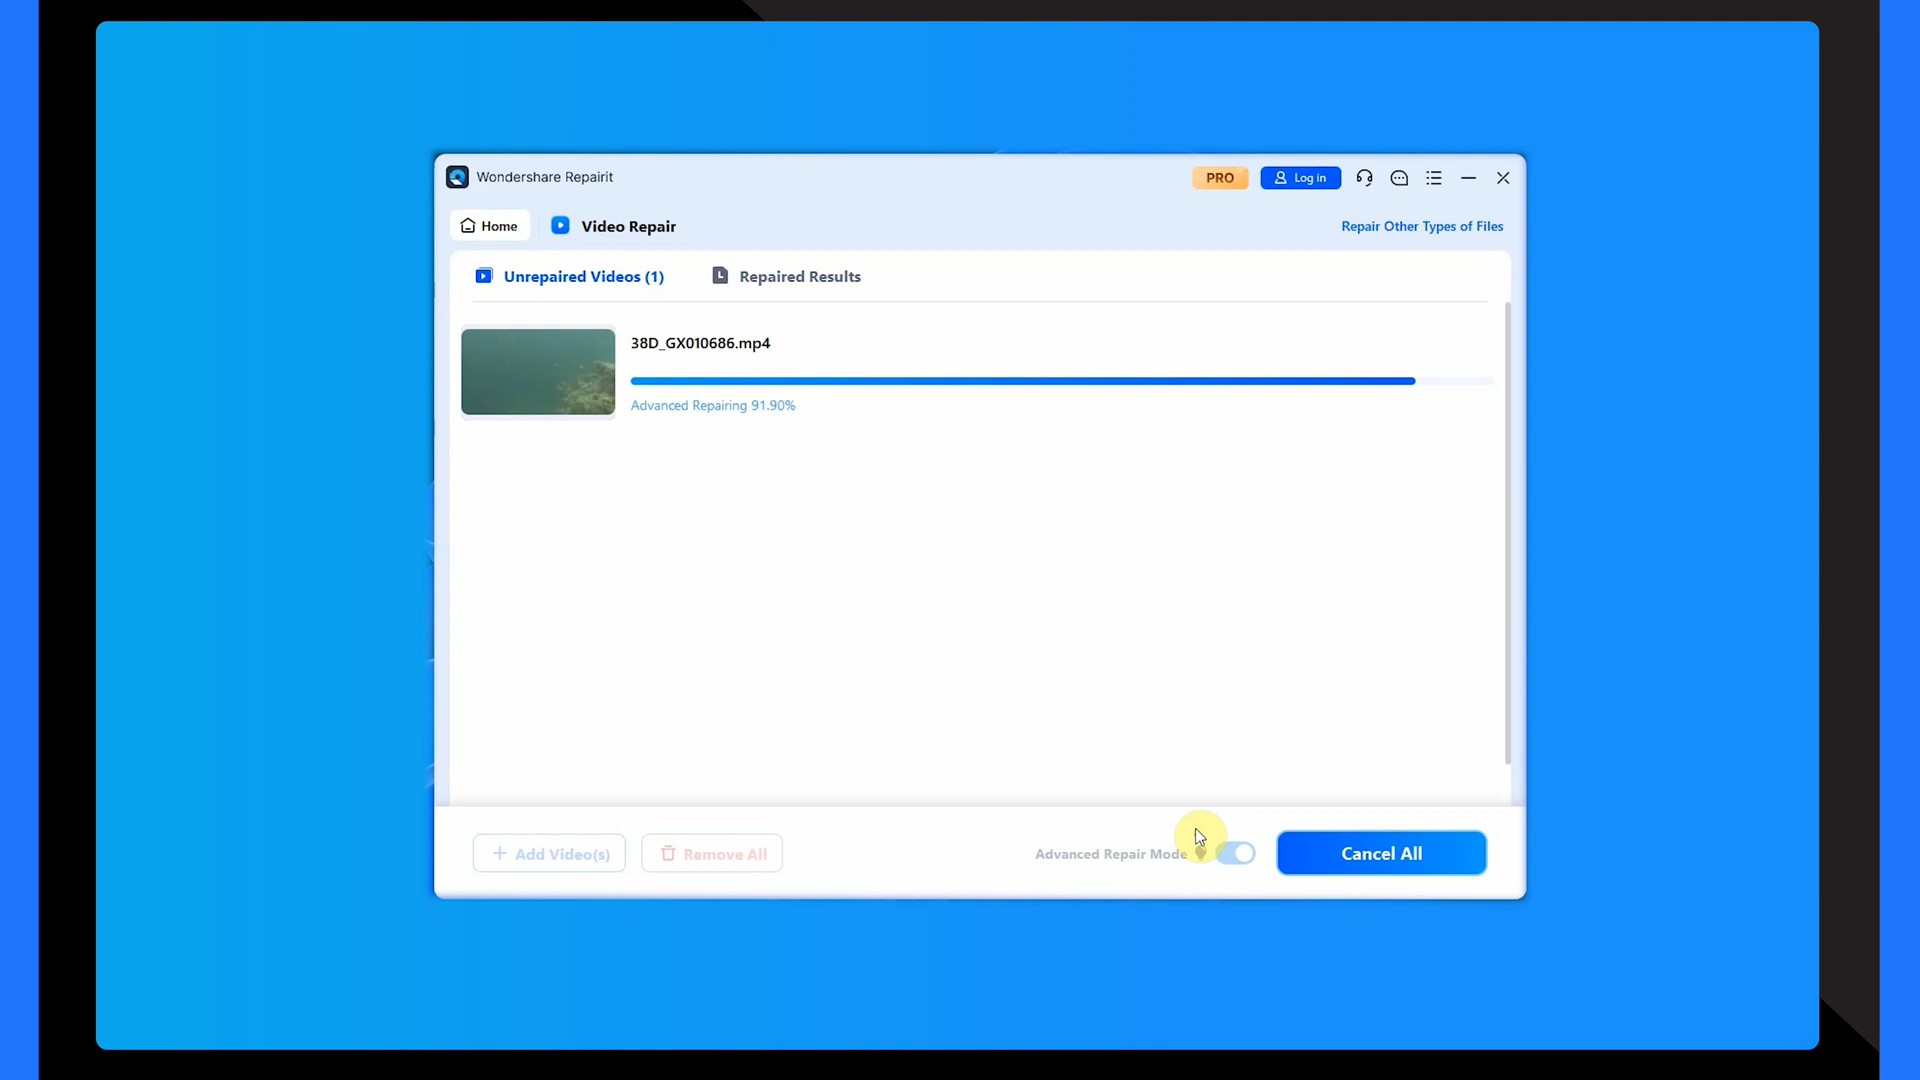 Wondershare Repairit
PRO
Log in
Home
Video Repair
Repair Other Types of Files
Unrepaired Videos (1)
Repaired Results
38D_GX010686.mp4
Advanced Repairing 91.90%
+ Add Video(s)
Remove All
Advanced Repair Mode
Cancel All